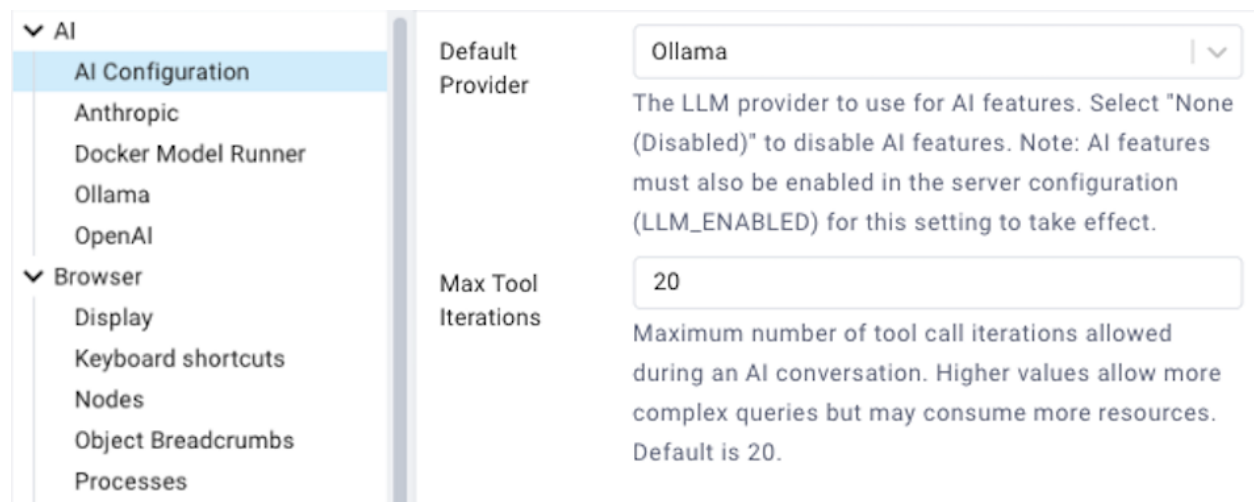 AI
AI Configuration
Anthropic
Docker Model Runner
Ollama
OpenAI
Browser
Display
Keyboard shortcuts
Nodes
Object Breadcrumbs
Processes
Default
Provider
Ollama
The LLM provider to use for AI features. Select "None
(Disabled)" to disable AI features. Note: AI features
must also be enabled in the server configuration
(LLM_ENABLED) for this setting to take effect.
Max Tool
Iterations
20
Maximum number of tool call iterations allowed
during an AI conversation. Higher values allow more
complex queries but may consume more resources.
Default is 20.